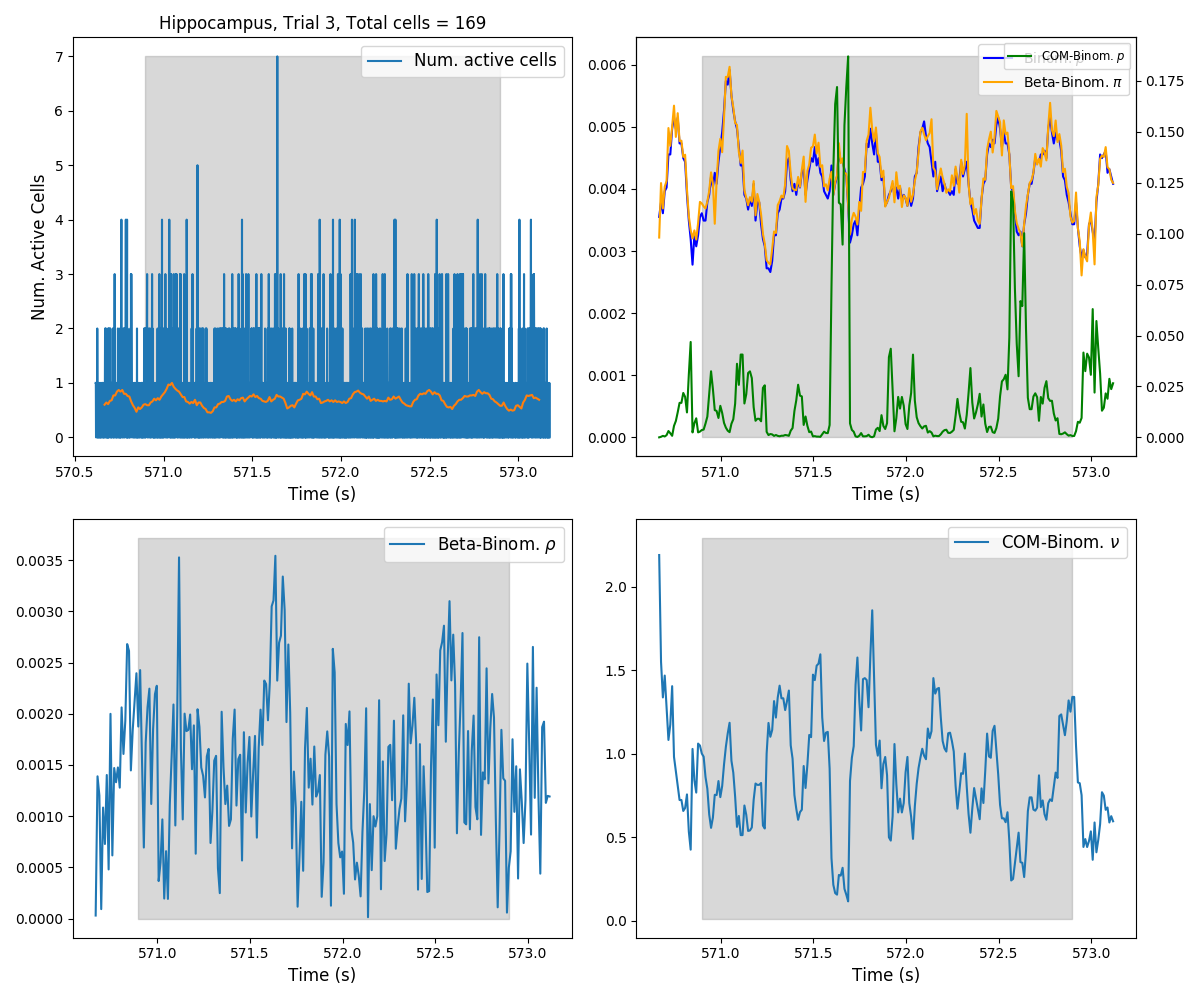 Hippocampus, Trial 3, Total cells = 169
Num. active cells
Num. Active Cells
7
6
5
4
3
2
1
0
570.5 571.0 571.5 572.0 572.5 573.0
Time (s)
COM-Binom. p
Beta-Binom. π
0.006
0.005
0.004
0.003
0.002
0.001
0.000
0.175
0.150
0.125
0.100
0.075
0.050
0.025
0.000
571.0 571.5 572.0 572.5 573.0
Time (s)
Beta-Binom. ρ
0.0035
0.0030
0.0025
0.0020
0.0015
0.0010
0.0005
0.0000
571.0 571.5 572.0 572.5 573.0
Time (s)
COM-Binom. ν
2.0
1.5
1.0
0.5
0.0
571.0 571.5 572.0 572.5 573.0
Time (s)